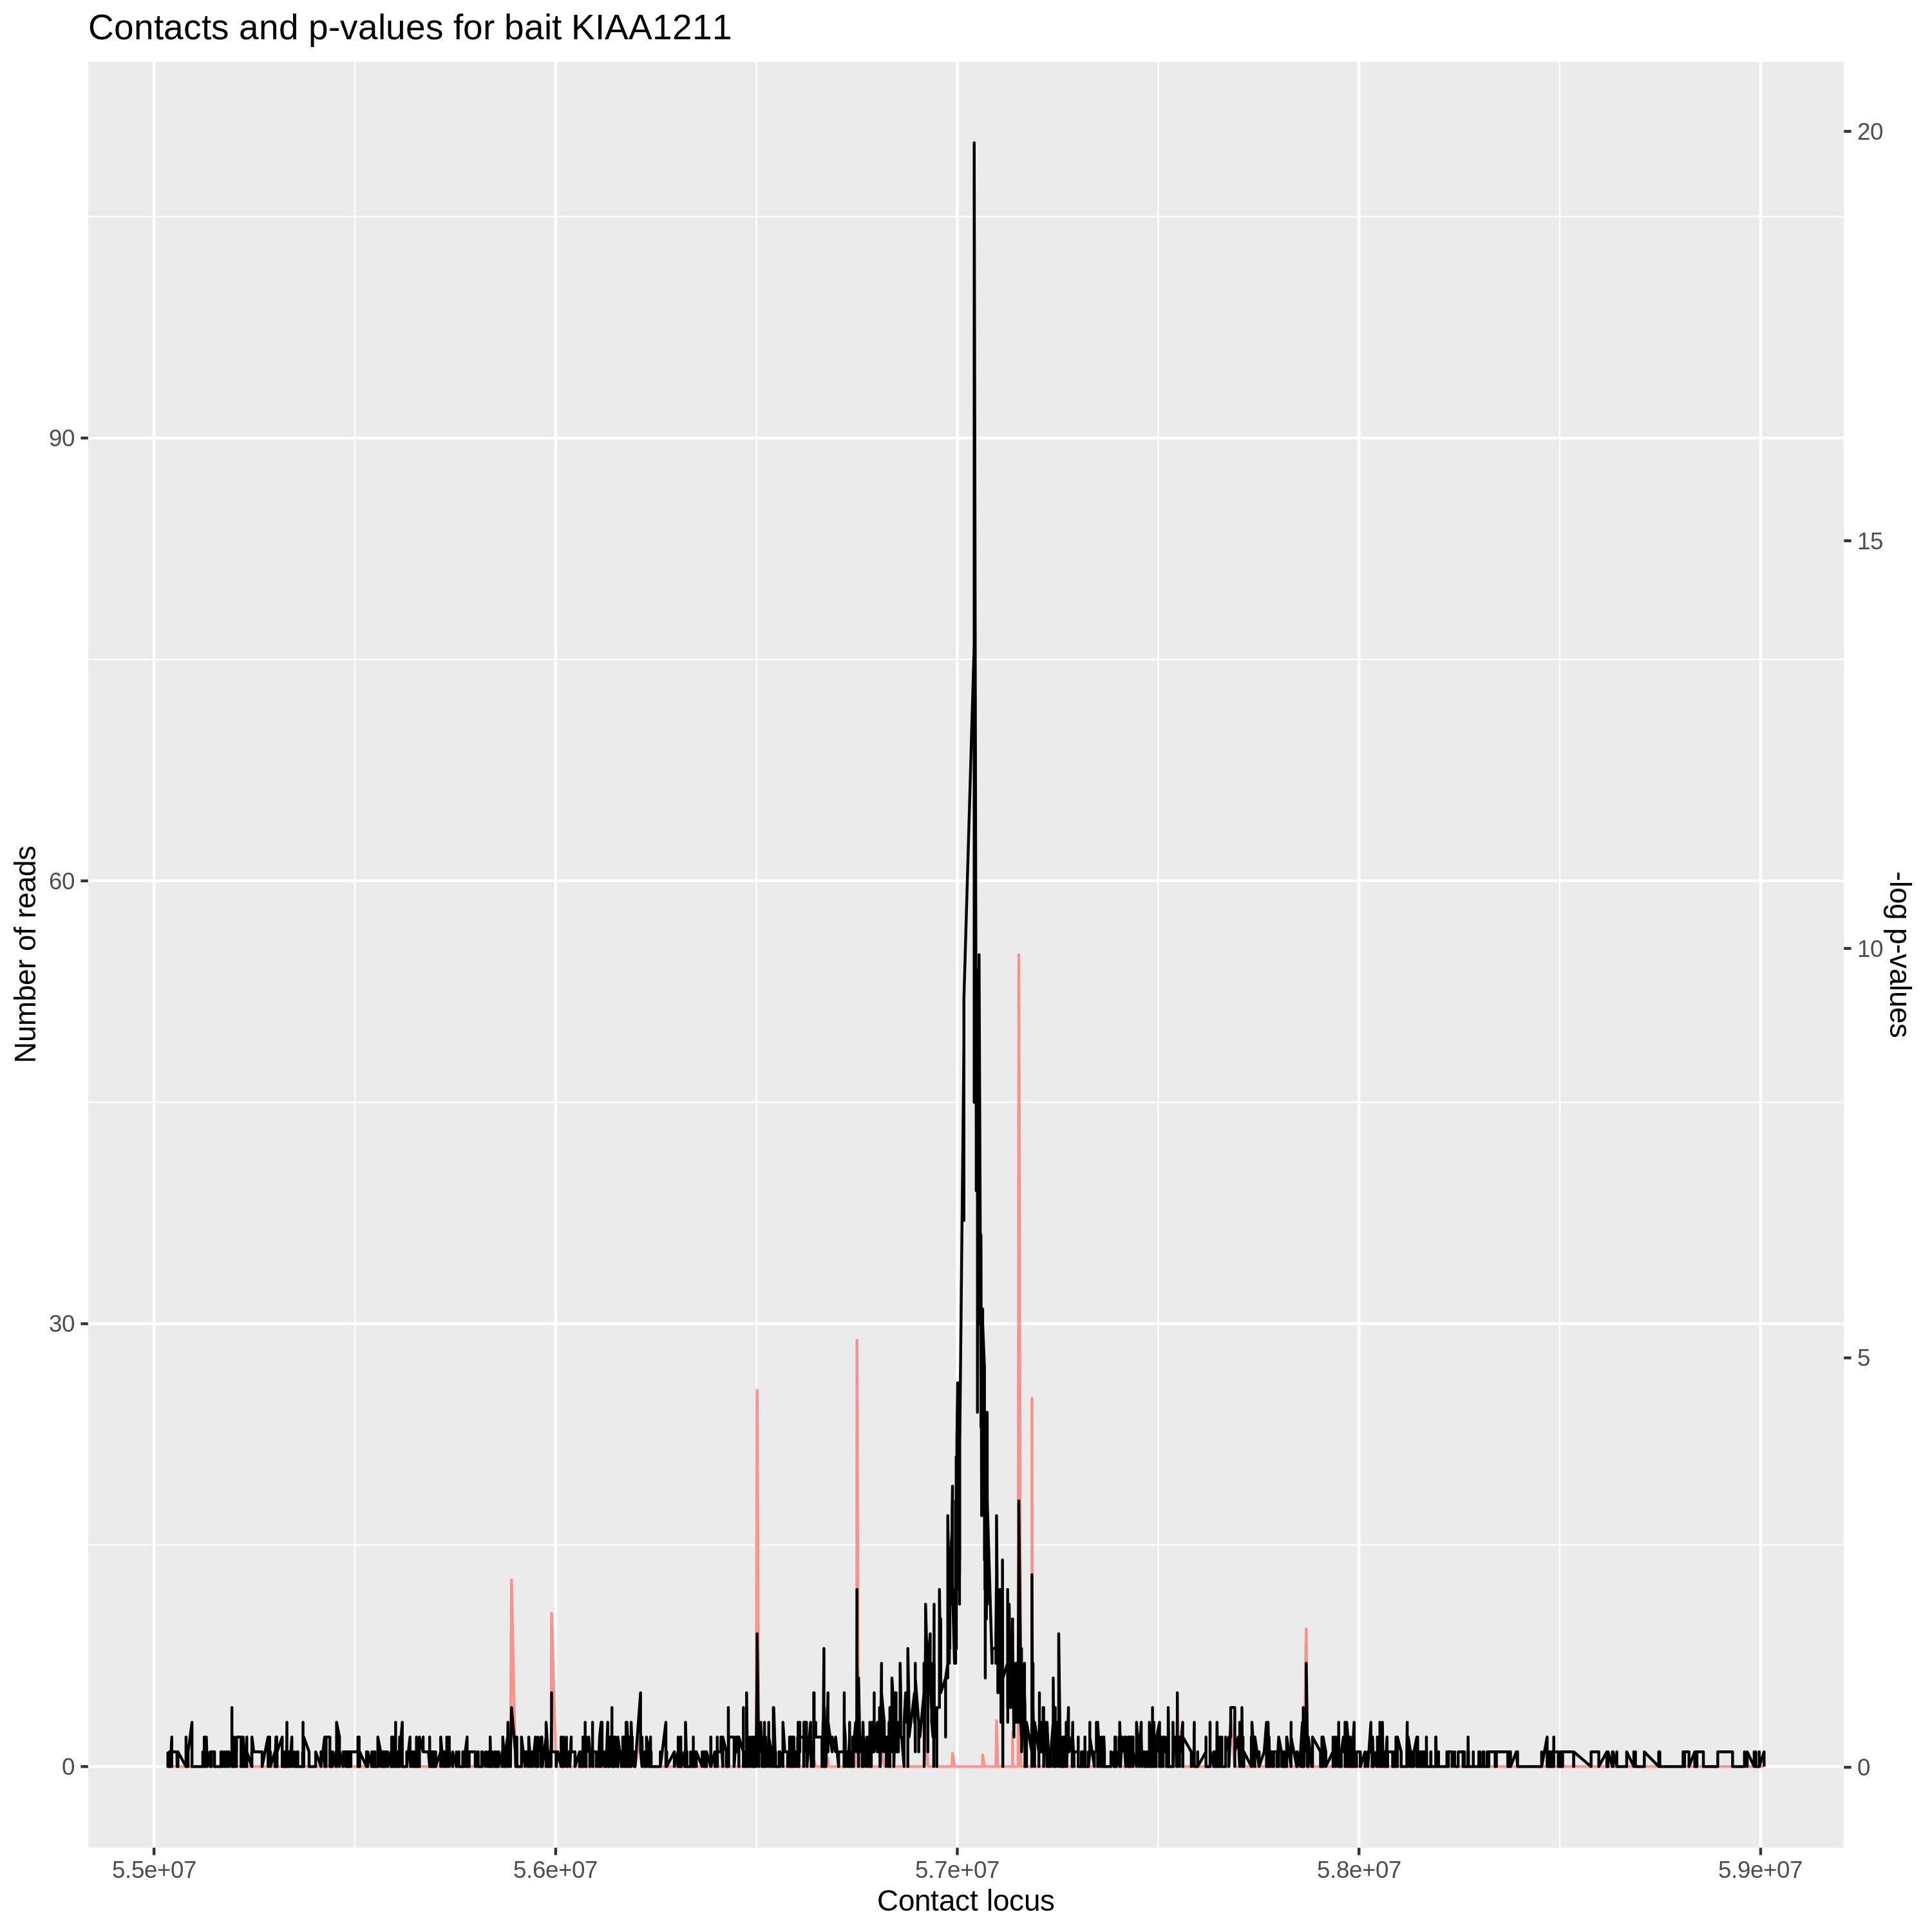 Contacts and p-values for bait KIAA1211
Number of reads
90
60
30
0
20
15
10
5
0
-log p-values
5.5e+07
5.6e+07
5.7e+07
5.8e+07
5.9e+07
Contact locus